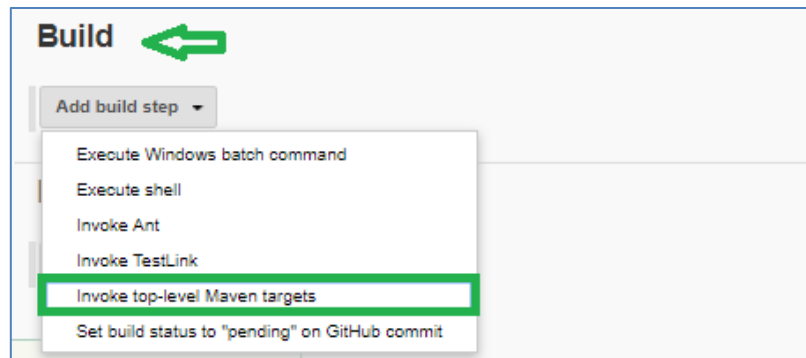 Build
Add build step
Execute Windows batch command
Execute shell
Invoke Ant
Invoke TestLink
Invoke top-level Maven targets
Set build status to "pending" on GitHub commit